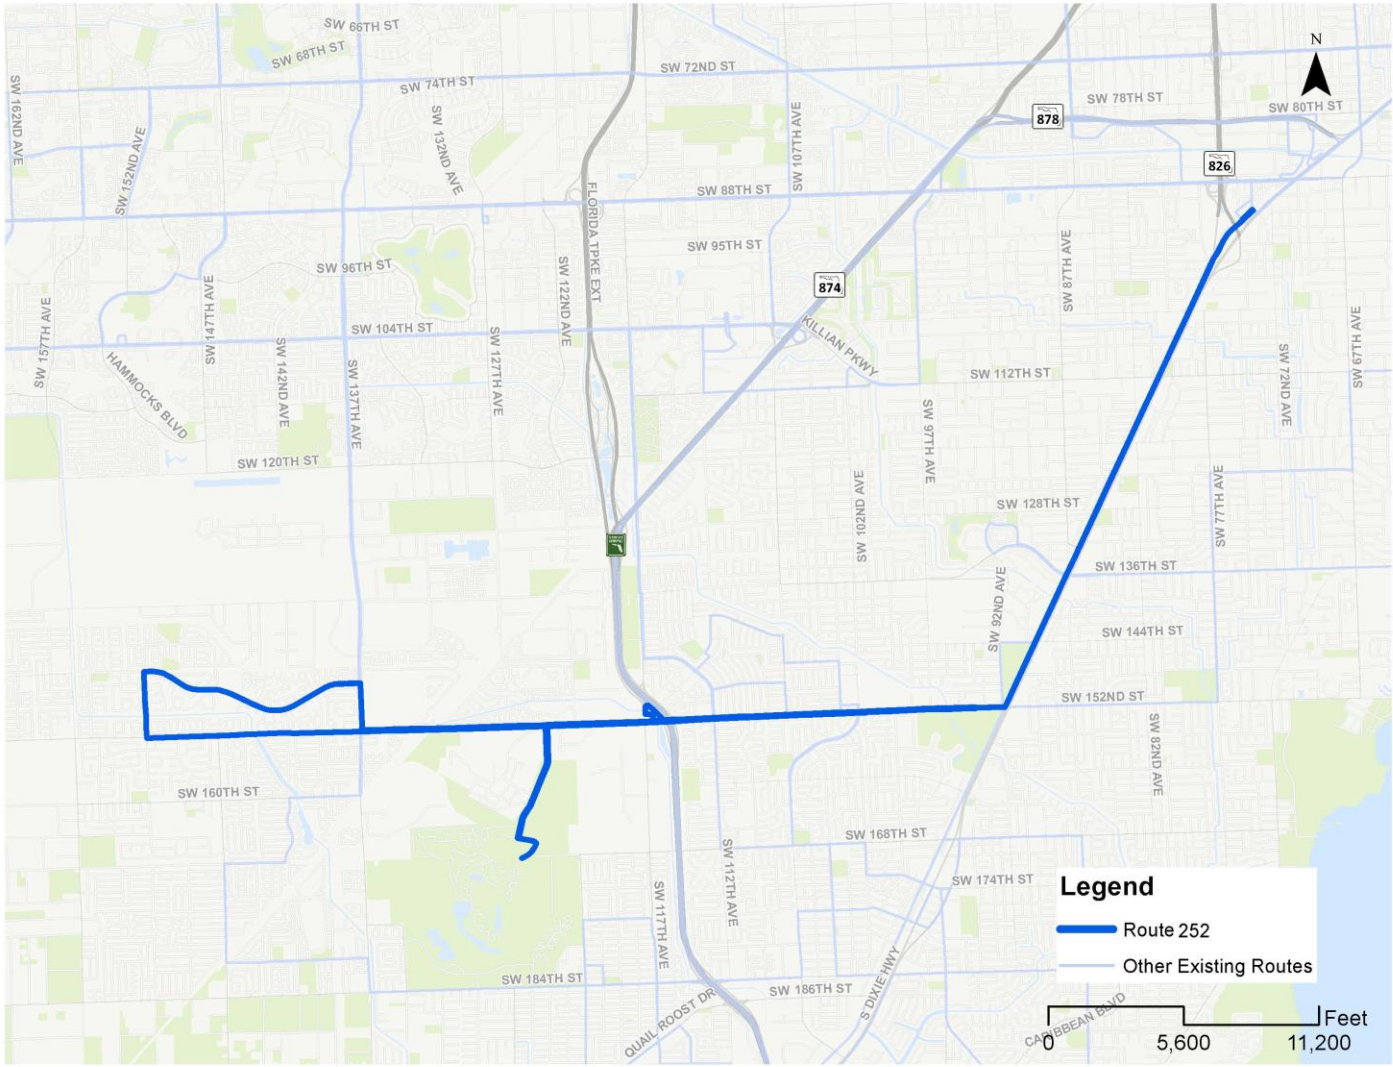 SW 66TH ST
SW 68TH ST
SW 72ND ST
SW 74TH ST
N
SW 78TH ST
SW 80TH ST
878
826
SW 162ND AVE
SW 152ND AVE
SW 132ND AVE
SW 107TH AVE
SW 88TH ST
FLORIDA TPKE EXT
SW 95TH ST
SW 87TH AVE
SW 96TH ST
SW 122ND AVE
874
SW 147TH AVE
SW 157TH AVE
SW 104TH ST
KILLIAN PKWY
SW 67TH AVE
SW 142ND AVE
SW 127TH AVE
HAMMOCKS BLVD
SW 137TH AVE
SW 112TH ST
SW 72ND AVE
SW 97TH AVE
SW 120TH ST
SW 102ND AVE
SW 128TH ST
SW 77TH AVE
SW 136TH ST
SW 92ND AVE
SW 144TH ST
SW 152ND ST
SW 82ND AVE
SW 160TH ST
SW 168TH ST
SW 112TH AVE
SW 174TH ST
SW 117TH AVE
SW 184TH ST
SW 186TH ST
S DIXIE HWY
QUAIL ROOST DR
CARIBBEAN BLVD
Legend
Route 252
Other Existing Routes
Feet
0 5,600 11,200